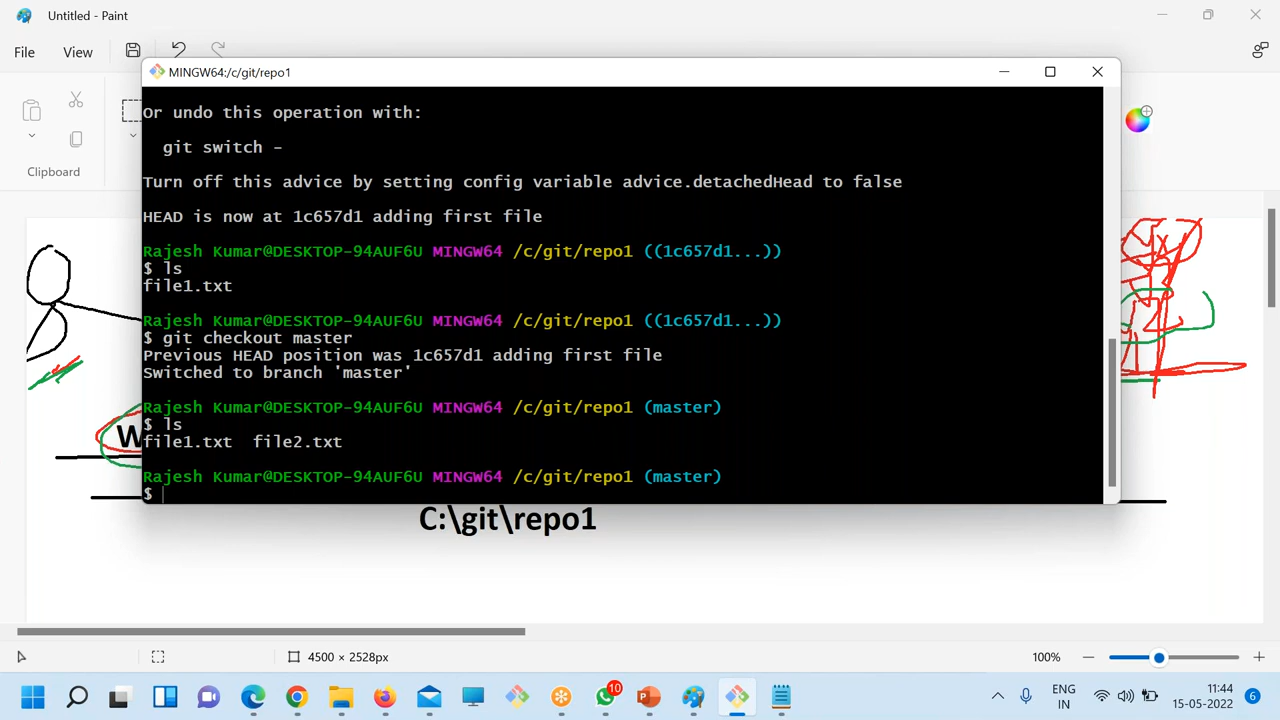 Untitled - Paint
File
View
MINGW64:/c/git/repo1
Clipboard
Or undo this operation with:
git switch -
Turn off this advice by setting config variable advice.detachedHead to false
HEAD is now at 1c657d1 adding first file
Rajesh Kumar@DESKTOP-94AUF6U MINGW64 /c/git/repo1 ((1c657d1...))
$ ls
file1.txt
Rajesh Kumar@DESKTOP-94AUF6U MINGW64 /c/git/repo1 ((1c657d1...))
$ git checkout master
Previous HEAD position was 1c657d1 adding first file
Switched to branch 'master'
Rajesh Kumar@DESKTOP-94AUF6U MINGW64 /c/git/repo1 (master)
$ ls
file1.txt file2.txt
Rajesh Kumar@DESKTOP-94AUF6U MINGW64 /c/git/repo1 (master)
$
W
C:\git\repo1
4500 × 2528px
100%
10
ENG
IN
11:44
15-05-2022
6